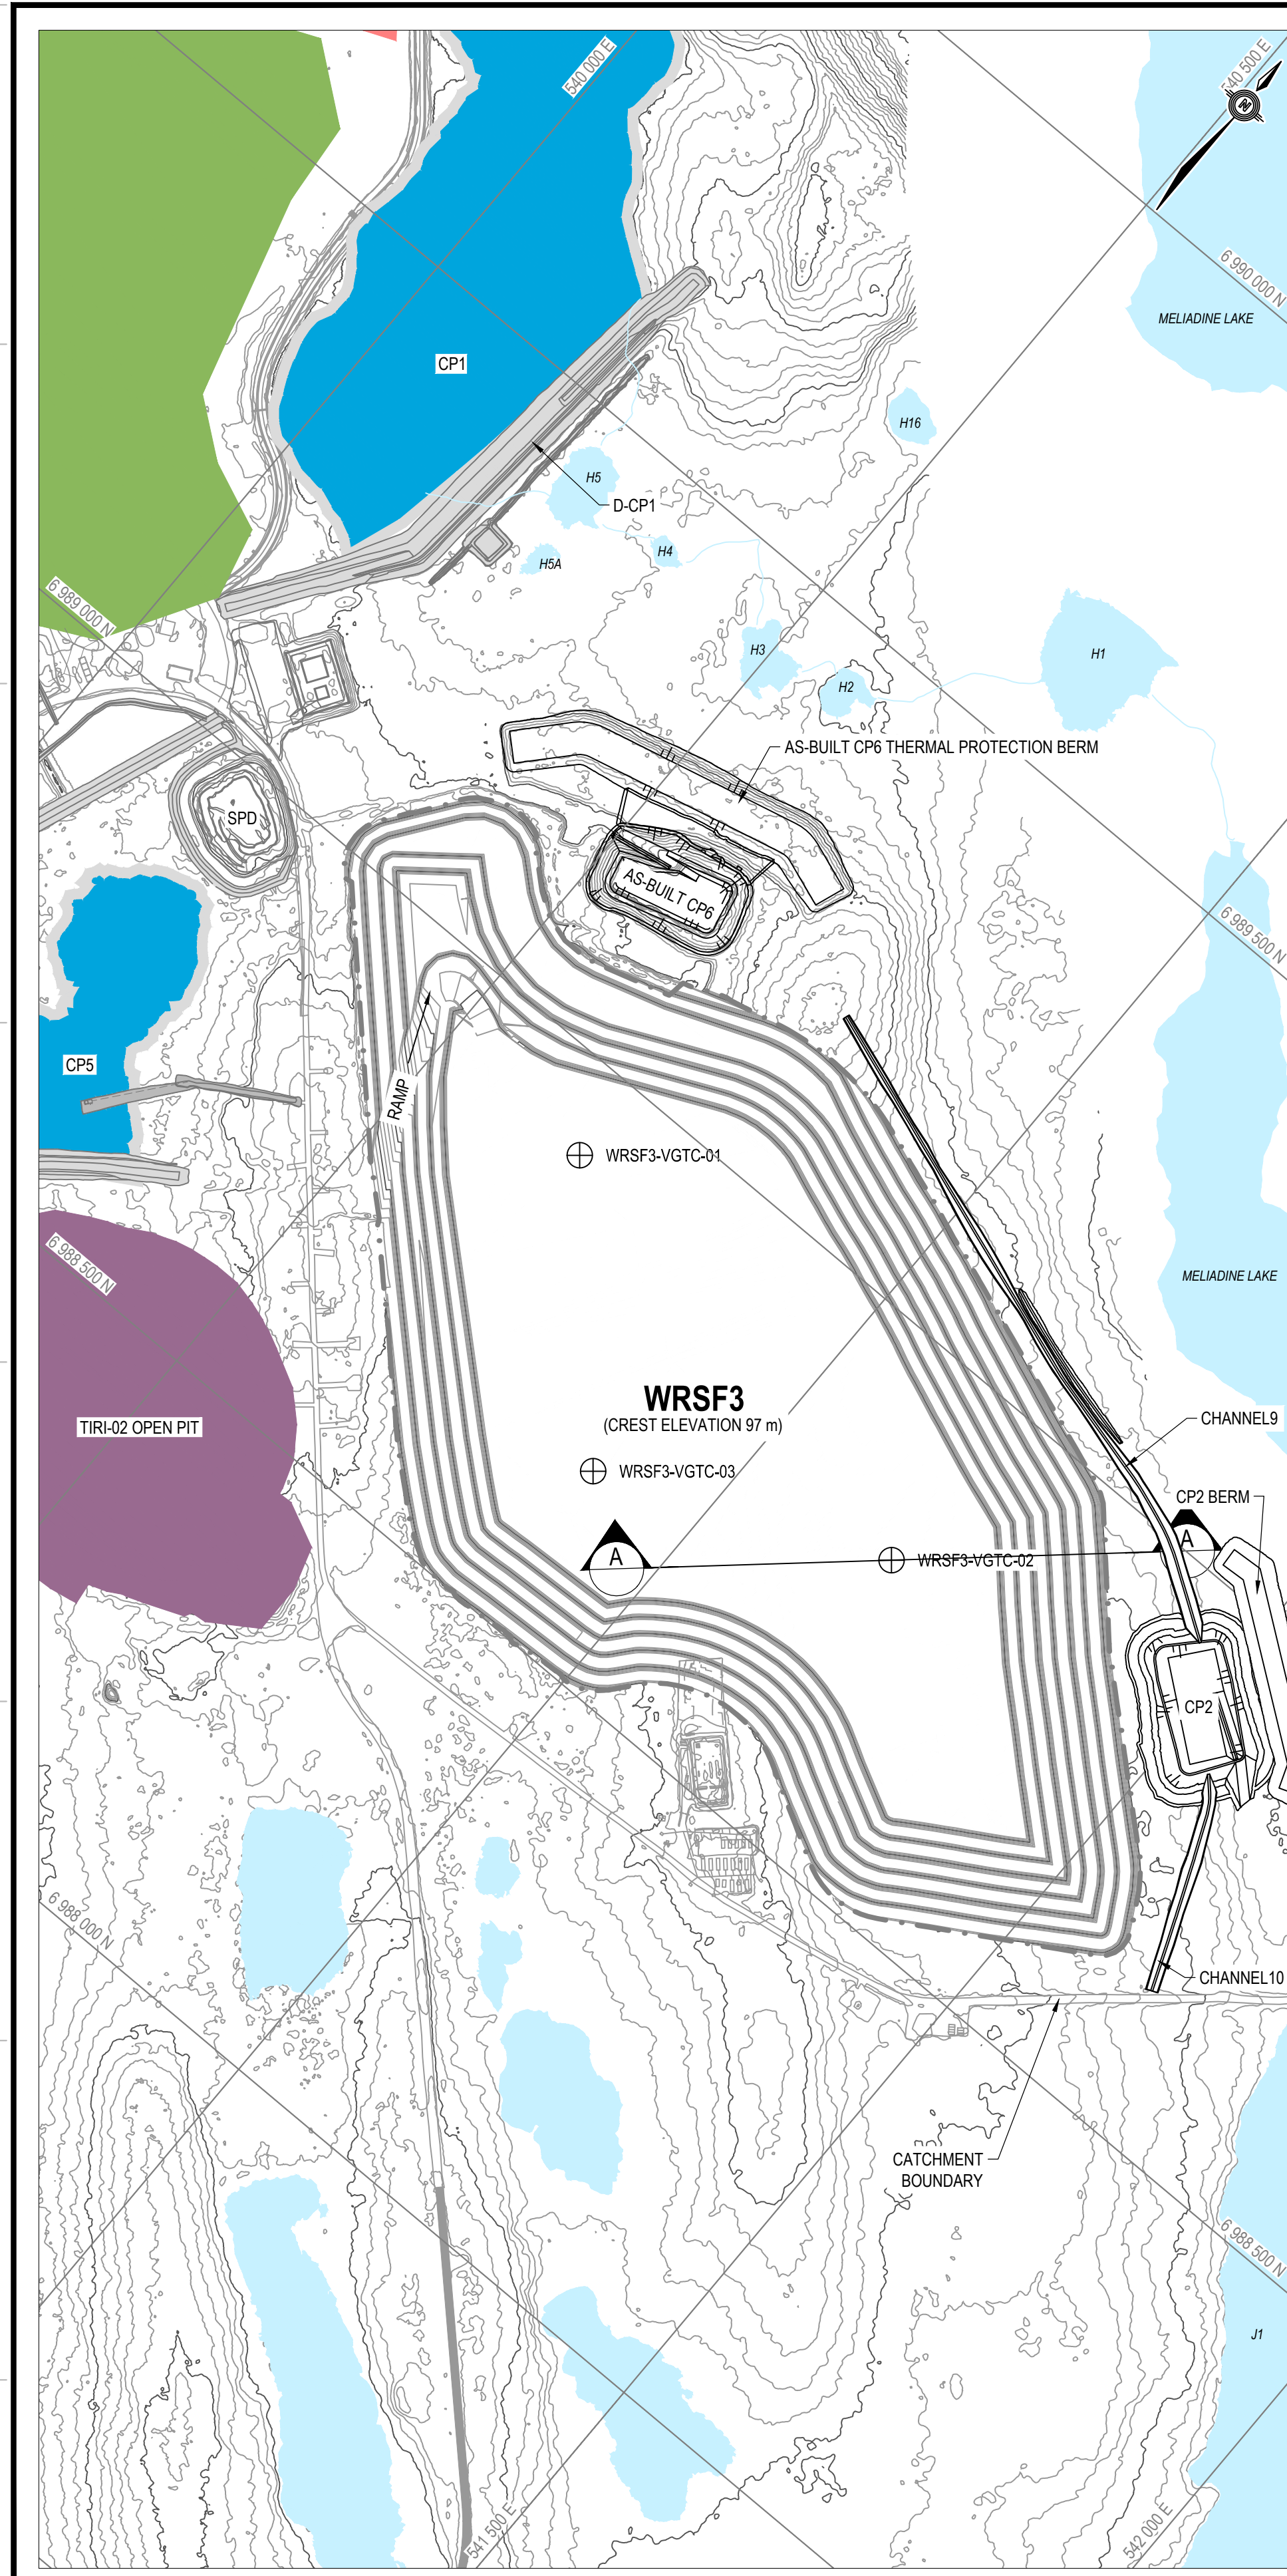 540 000 E
540 500 E
N
6 990 000 N
MELIADINE LAKE
CP1
H16
H5
D-CP1
H4
H5A
6 989 000 N
H3
H1
H2
AS-BUILT CP6 THERMAL PROTECTION BERM
SPD
AS-BUILT CP6
6 989 500 N
CP5
RAMP
WRSF3-VGTC-01
6 988 500 N
MELIADINE LAKE
WRSF3
(CREST ELEVATION 97 m)
CHANNEL9
TIRI-02 OPEN PIT
WRSF3-VGTC-03
CP2 BERM
A
A
WRSF3-VGTC-02
CP2
6 988 000 N
CHANNEL10
CATCHMENT
BOUNDARY
6 988 500 N
J1
541 500 E
542 000 E